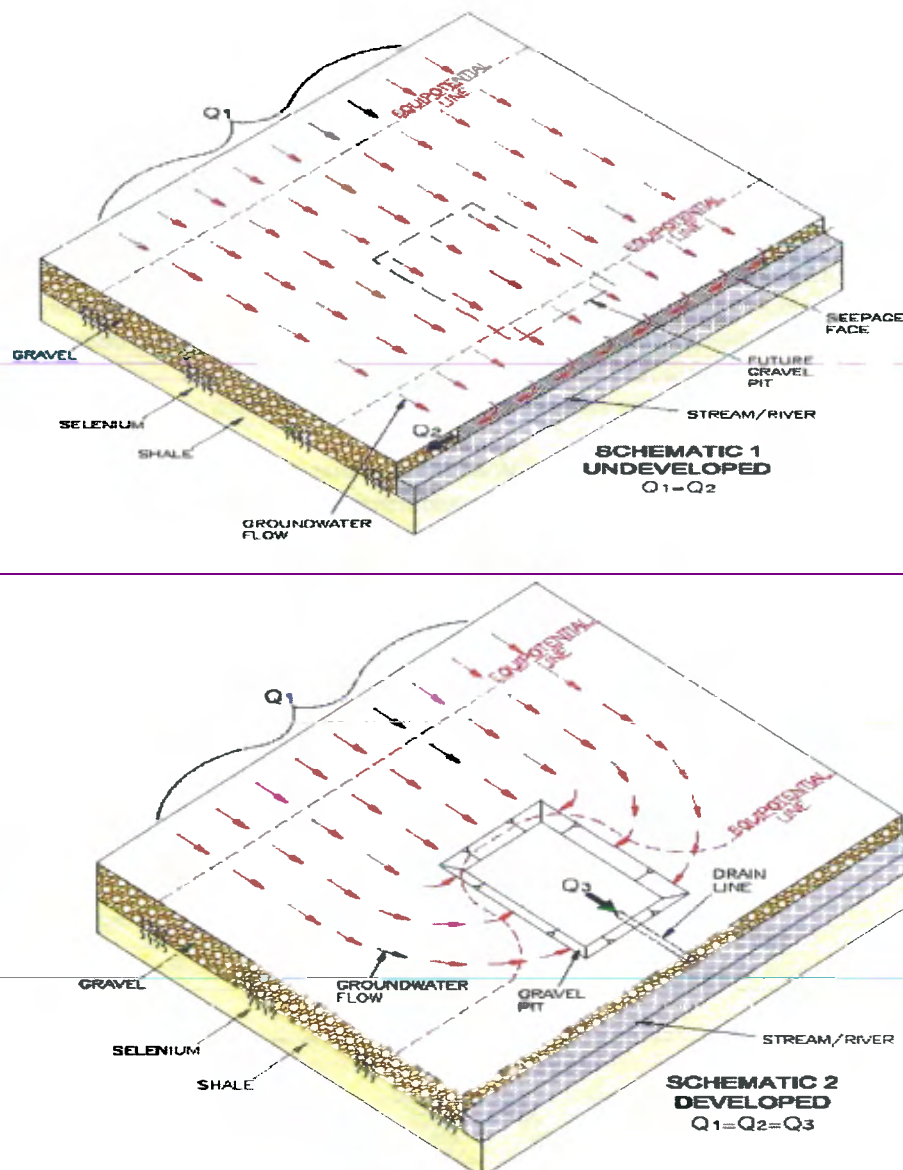 Q1
EQUIPOTENTIAL
LINE
EQUIPOTENTIAL
LINE
SEEPAGE
FACE
GRAVEL
FUTURE
GRAVEL
PIT
SELENIUM
STREAM/RIVER
Q2
SHALE
SCHEMATIC 1
UNDEVELOPED
Q1=Q2
GROUNDWATER
FLOW
EQUIPOTENTIAL
LINE
Q1
EQUIPOTENTIAL
LINE
DRAIN
LINE
Q3
GRAVEL
GROUNDWATER
FLOW
GRAVEL
PIT
SELENIUM
STREAM/RIVER
SHALE
SCHEMATIC 2
DEVELOPED
Q1=Q2=Q3